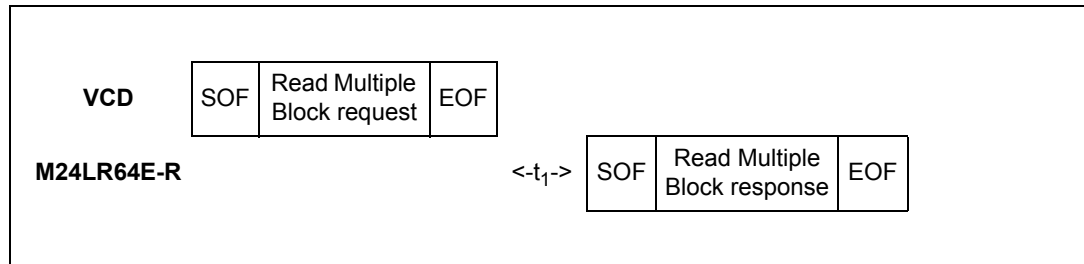 VCD SOF Read Multiple Block request EOF
M24LR64E-R <-t1-> SOF Read Multiple Block response EOF